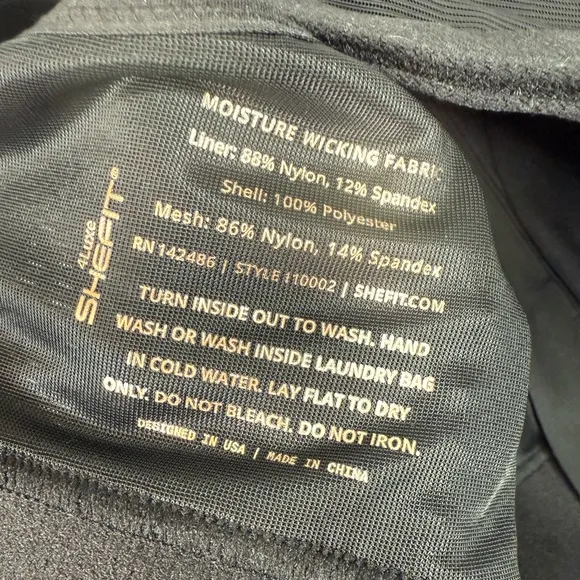 MOISTURE WICKING FABRIC
Liner: 88% Nylon, 12% Spandex
Shell: 100% Polyester
Mesh: 86% Nylon, 14% Spandex
RN 142486 | STYLE 110002 | SHEFIT.COM
TURN INSIDE OUT TO WASH. HAND
WASH OR WASH INSIDE LAUNDRY BAG
IN COLD WATER. LAY FLAT TO DRY
ONLY. DO NOT BLEACH. DO NOT IRON.
DESIGNED IN USA / MADE IN CHINA
4Luxe
SHEFIT®